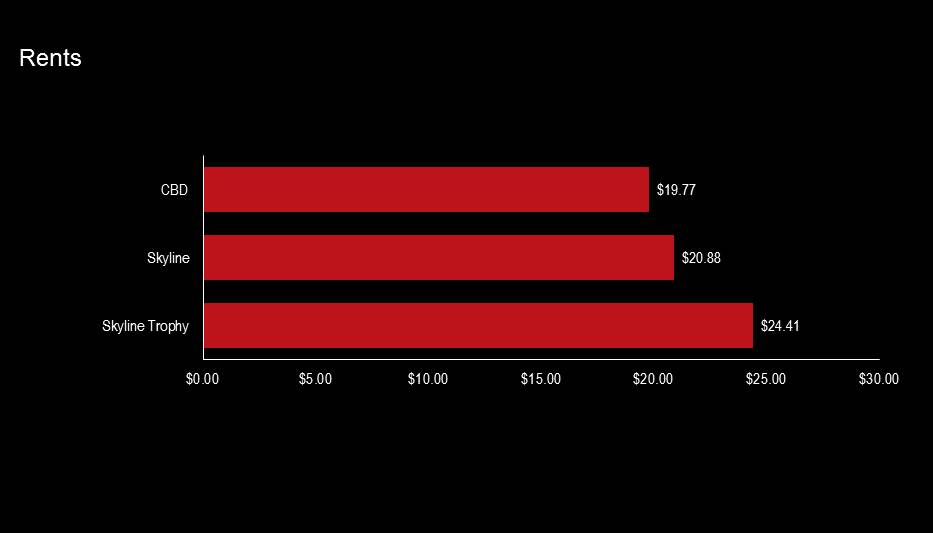 Rents
CBD
$19.77
Skyline
$20.88
Skyline Trophy
$24.41
$0.00 $5.00 $10.00 $15.00 $20.00 $25.00 $30.00